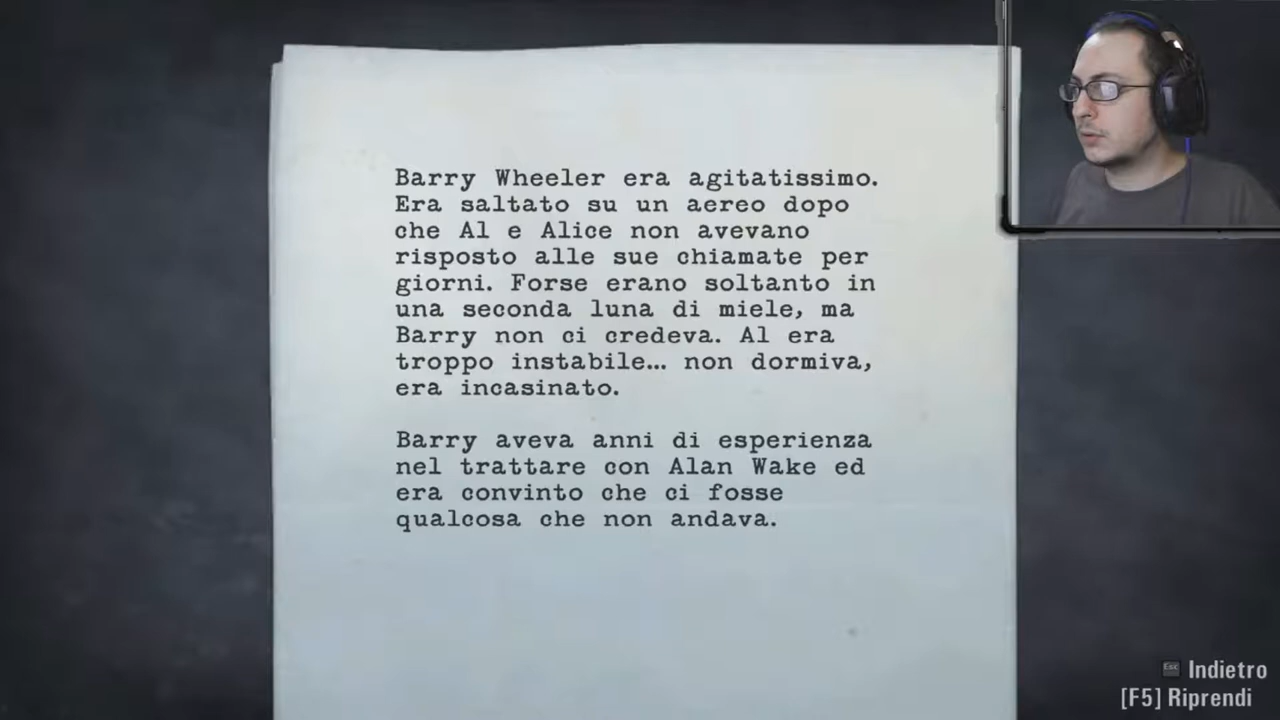 Barry Wheeler era agitatissimo.
Era saltato su un aereo dopo
che Al e Alice non avevano
risposto alle sue chiamate per
giorni. Forse erano soltanto in
una seconda luna di miele, ma
Barry non ci credeva. Al era
troppo instabile… non dormiva,
era incasinato.
Barry aveva anni di esperienza
nel trattare con Alan Wake ed
era convinto che ci fosse
qualcosa che non andava.
Esc Indietro
[F5] Riprendi